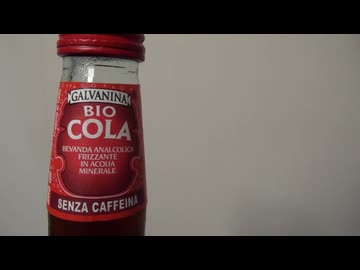 GALVANINA
BIO
COLA
BEVANDA ANALCOLICA
FRIZZANTE
IN ACQUA
MINERALE
SENZA CAFFEINA